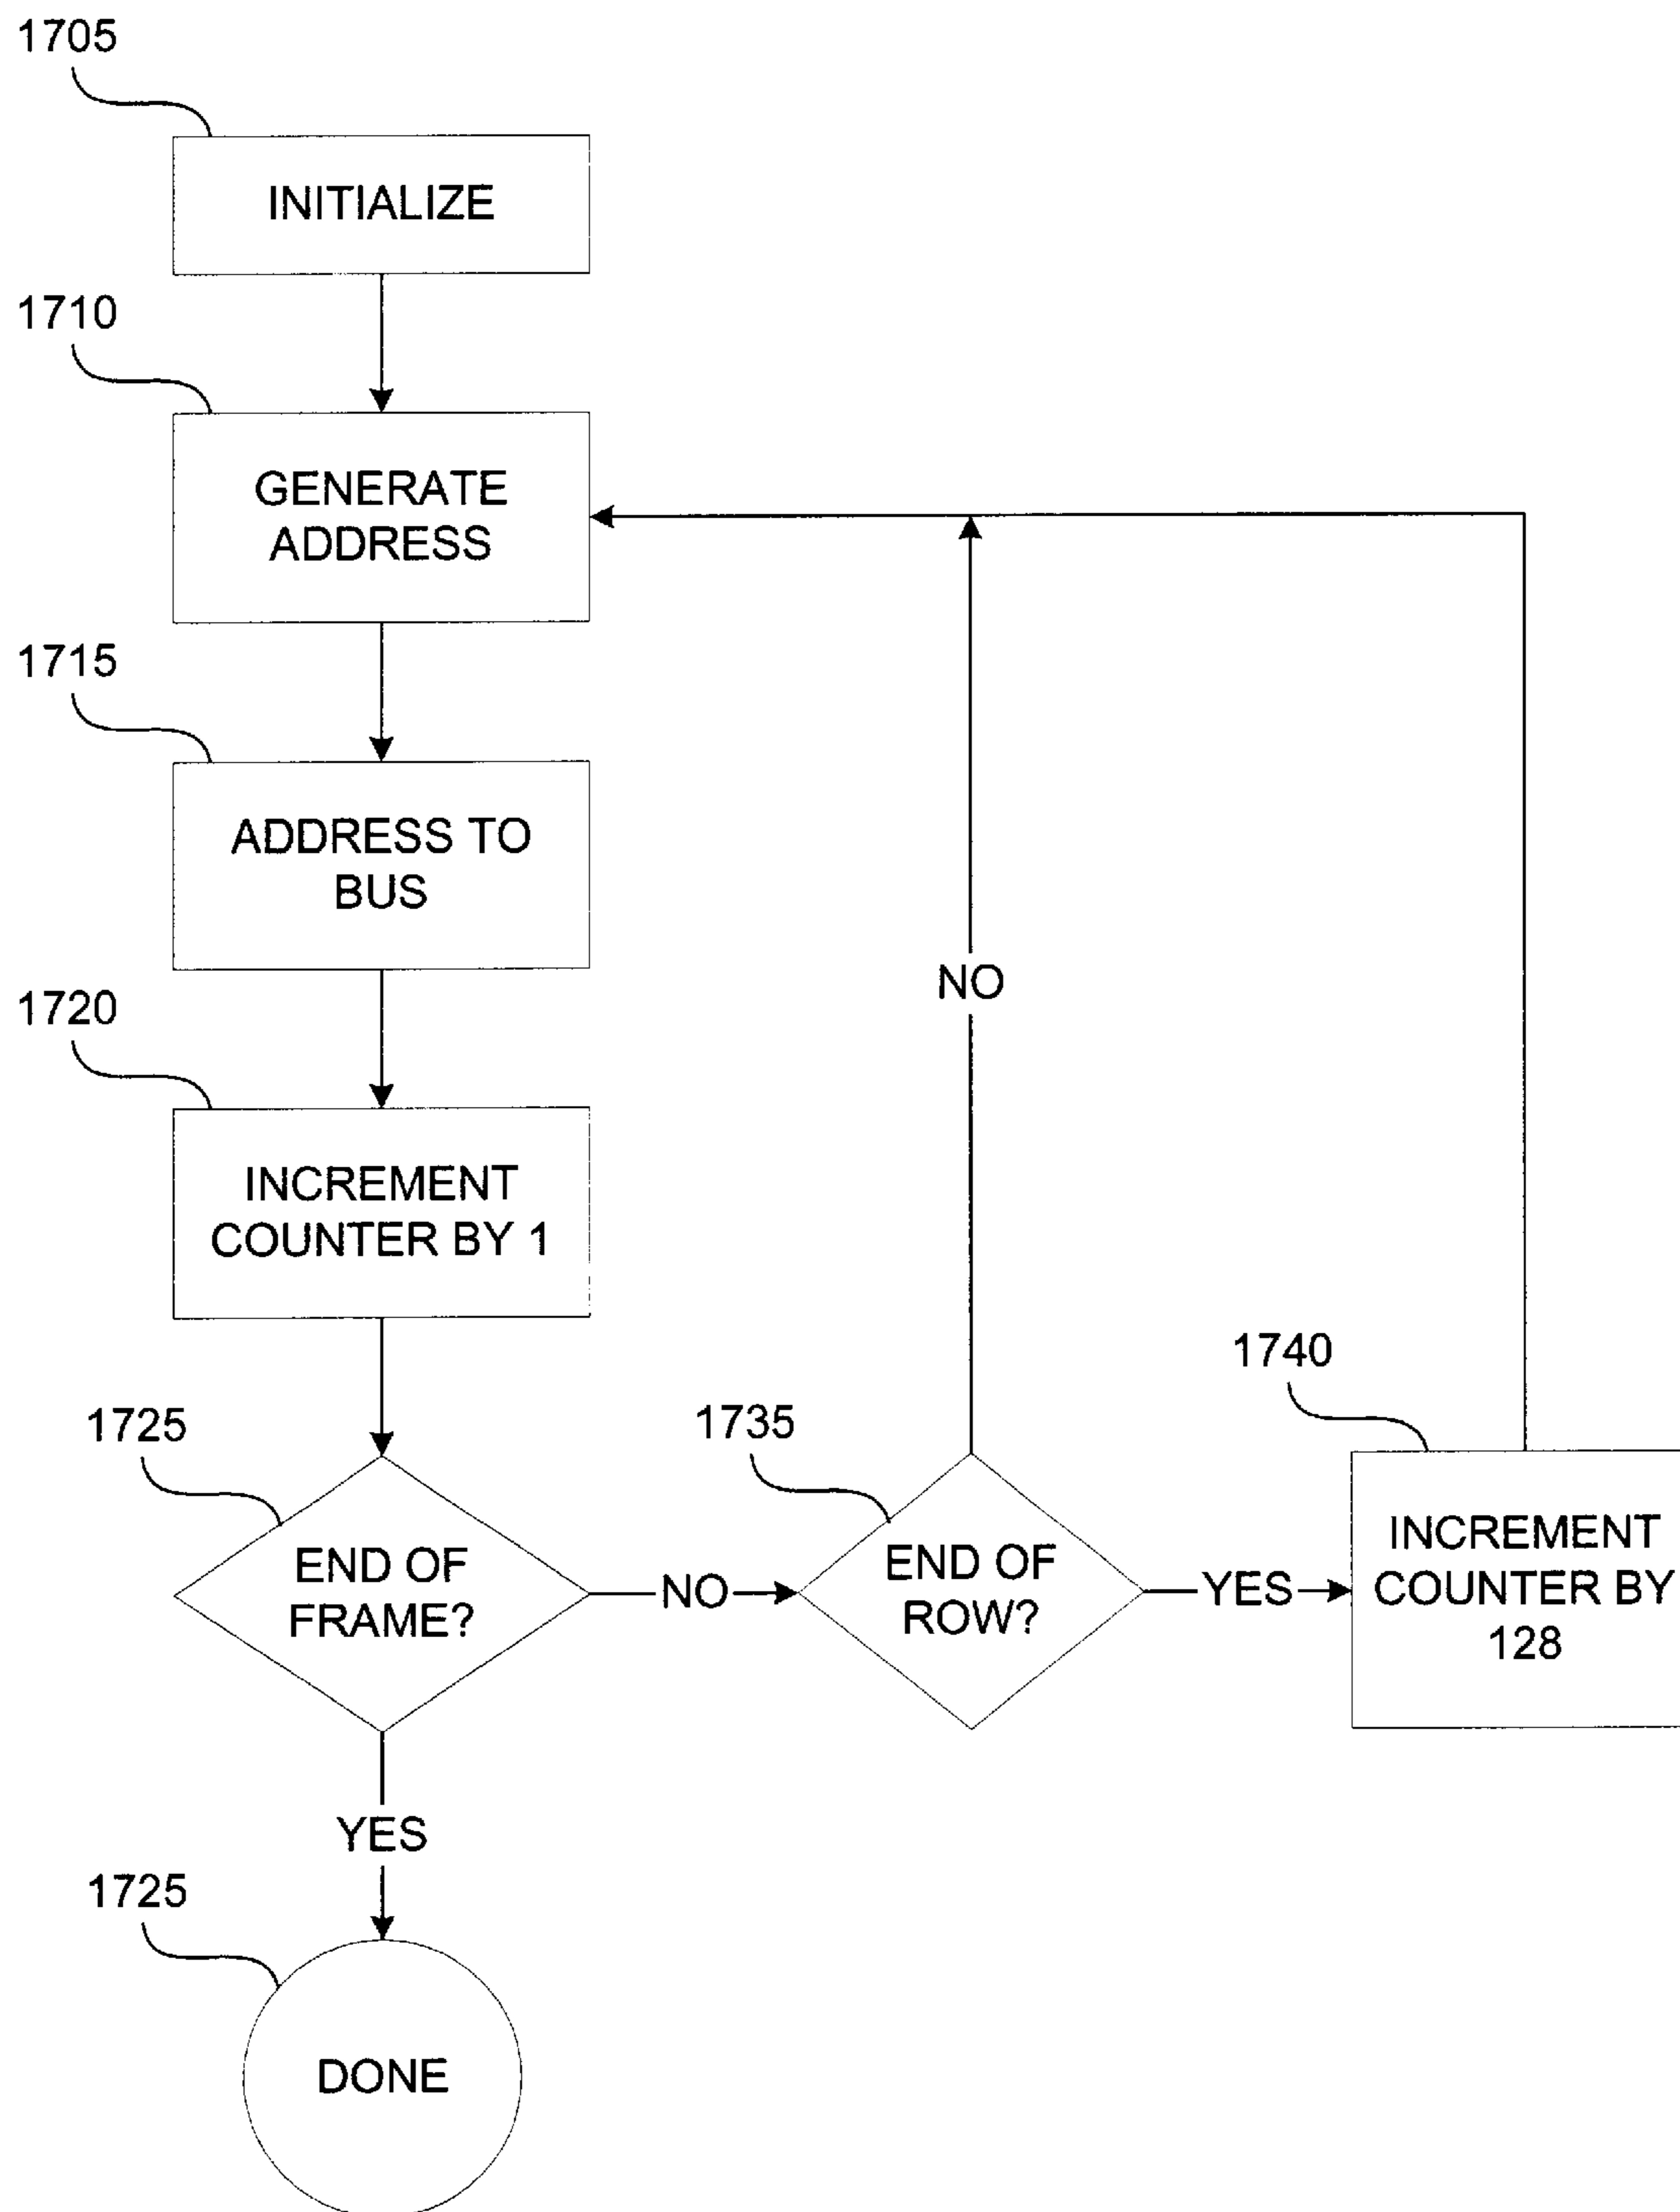 1705
INITIALIZE
1710
GENERATE
ADDRESS
1715
ADDRESS TO
BUS
1720
INCREMENT
COUNTER BY 1
1725
END OF
FRAME?
NO
1735
END OF
ROW?
NO
YES
1740
INCREMENT
COUNTER BY
128
YES
1725
DONE